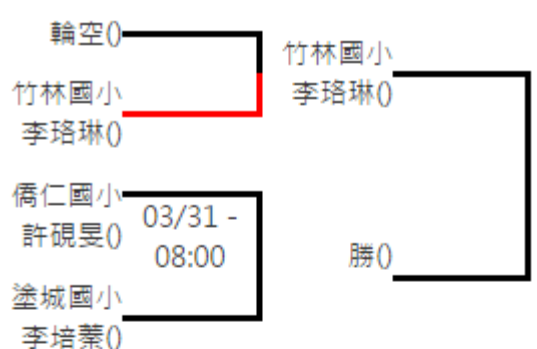 輪空()
竹林國小
李珞琳()
僑仁國小
許硯旻()
03/31 -
08:00
塗城國小
李培蓁()
竹林國小
李珞琳()
勝()